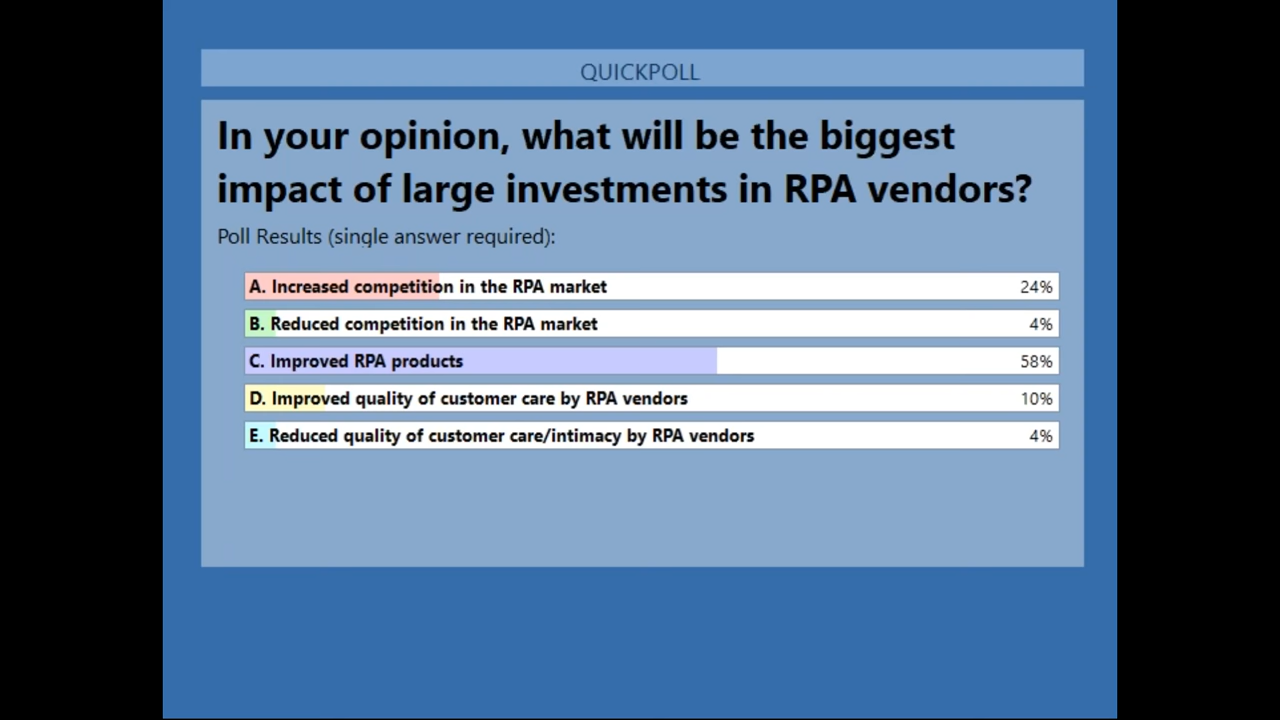 QUICKPOLL
In your opinion, what will be the biggest
impact of large investments in RPA vendors?
Poll Results (single answer required):
A. Increased competition in the RPA market 24%
B. Reduced competition in the RPA market 4%
C. Improved RPA products 58%
D. Improved quality of customer care by RPA vendors 10%
E. Reduced quality of customer care/intimacy by RPA vendors 4%